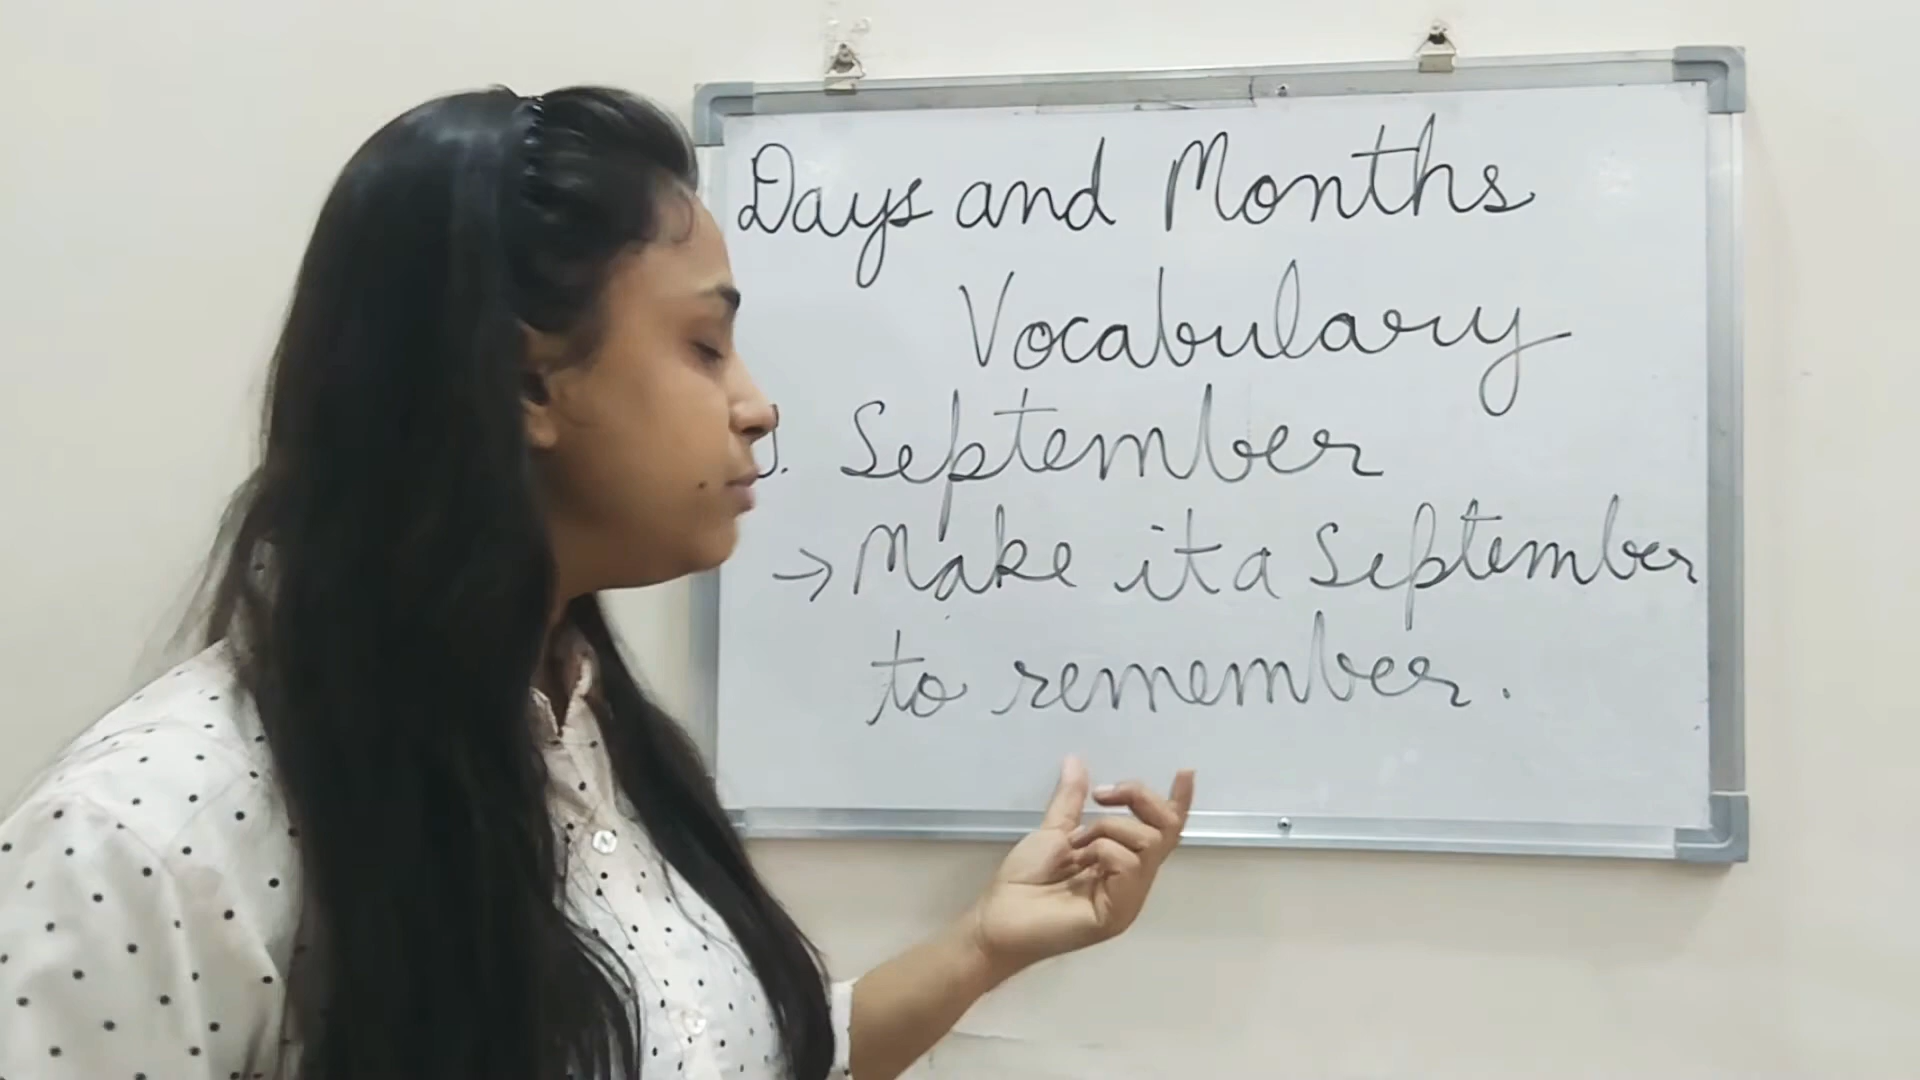 Days and Months
Vocabulary
September
→ Make it a September
to remember.